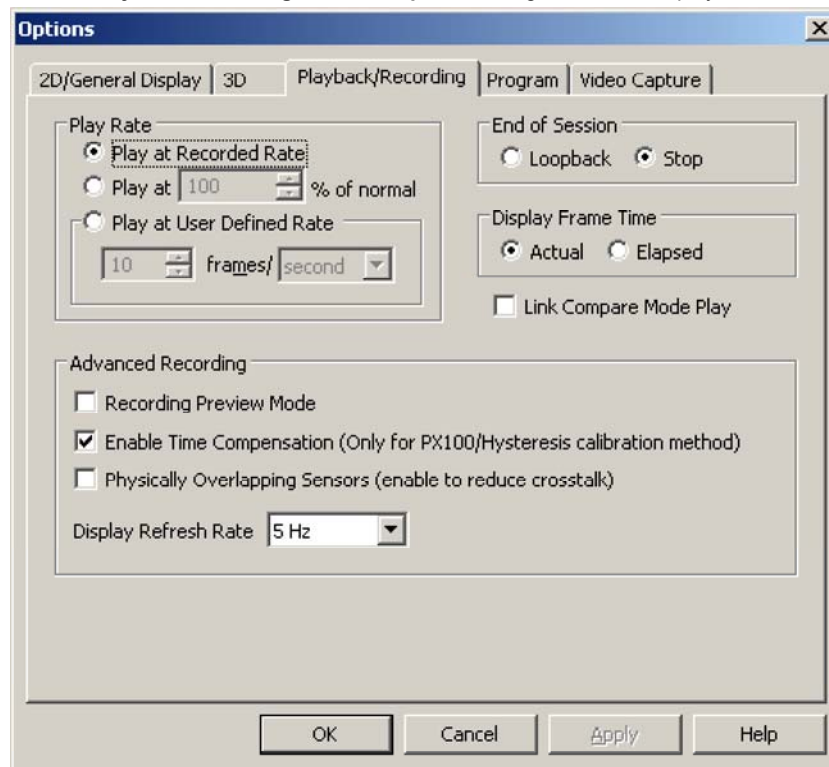 Options
2D/General Display 3D Playback/Recording Program Video Capture
Play Rate
Play at Recorded Rate
Play at 100 % of normal
Play at User Defined Rate
10 frames/ second
End of Session
Loopback Stop
Display Frame Time
Actual Elapsed
Link Compare Mode Play
Advanced Recording
Recording Preview Mode
Enable Time Compensation (Only for PX100/Hysteresis calibration method)
Physically Overlapping Sensors (enable to reduce crosstalk)
Display Refresh Rate 5 Hz
OK Cancel Apply Help